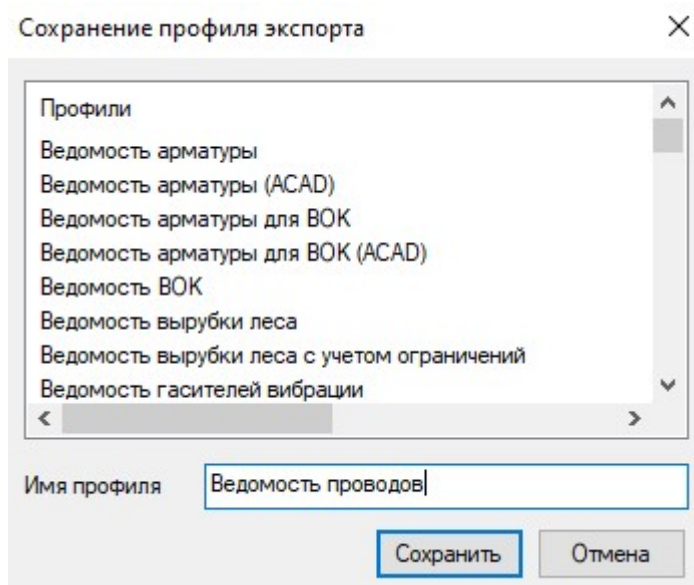 Сохранение профиля экспорта
Профили
Ведомость арматуры
Ведомость арматуры (ACAD)
Ведомость арматуры для ВОК
Ведомость арматуры для ВОК (ACAD)
Ведомость ВОК
Ведомость вырубки леса
Ведомость вырубки леса с учетом ограничений
Ведомость гасителей вибрации
Имя профиля Ведомость проводов
Сохранить Отмена